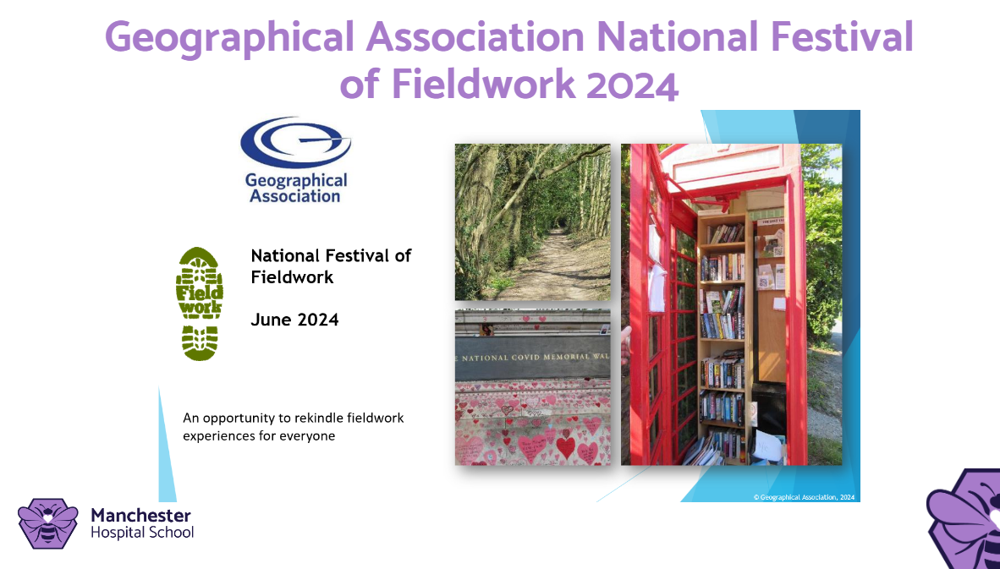 Geographical Association National Festival
of Fieldwork 2024
Geographical
Association
National Festival of
Fieldwork
Field
work
June 2024
An opportunity to rekindle fieldwork
experiences for everyone
NATIONAL COVID MEMORIAL
© Geographical Association, 2024
Manchester
Hospital School